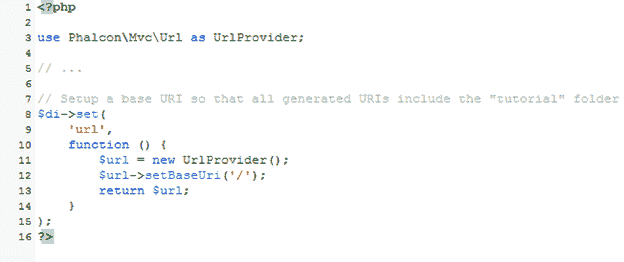 1 <?php
2
3 use Phalcon\Mvc\Url as UrlProvider;
4
5 // ...
6
7 // Setup a base URI so that all generated URIs include the "tutorial" folder
8 $di->set(
9     'url',
10     function () {
11         $url = new UrlProvider();
12         $url->setBaseUri('/');
13         return $url;
14     }
15 );
16 ?>